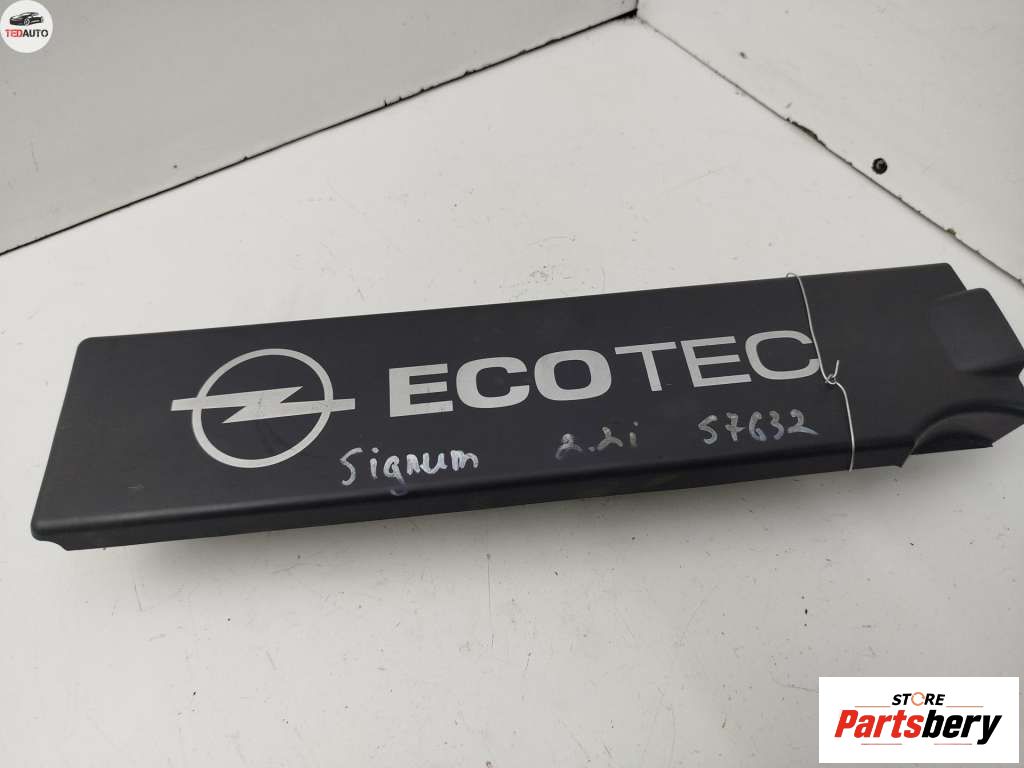 TEDAUTO
ECOTEC
Signum 2.2i 57632
STORE
Partsbery